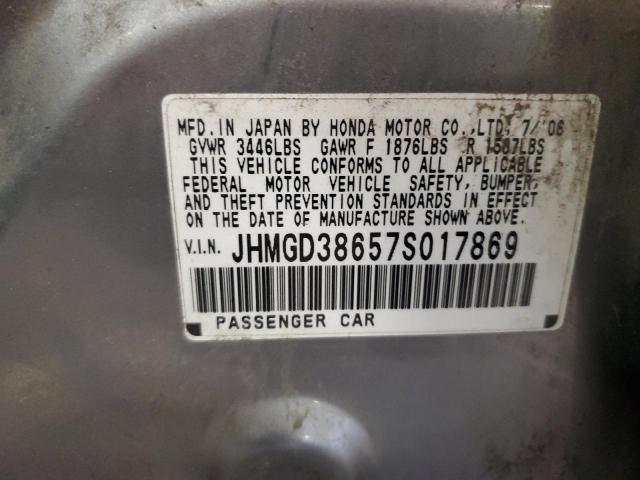 MFD.IN JAPAN BY HONDA MOTOR CO.,LTD; 7/ 06
GVWR 3446LBS GAWR F 1876LBS R 1587LBS
THIS VEHICLE CONFORMS TO ALL APPLICABLE
FEDERAL MOTOR VEHICLE SAFETY, BUMPER,
AND THEFT PREVENTION STANDARDS IN EFFECT
ON THE DATE OF MANUFACTURE SHOWN ABOVE.
V.I.N. JHMGD38657S017869
PASSENGER CAR